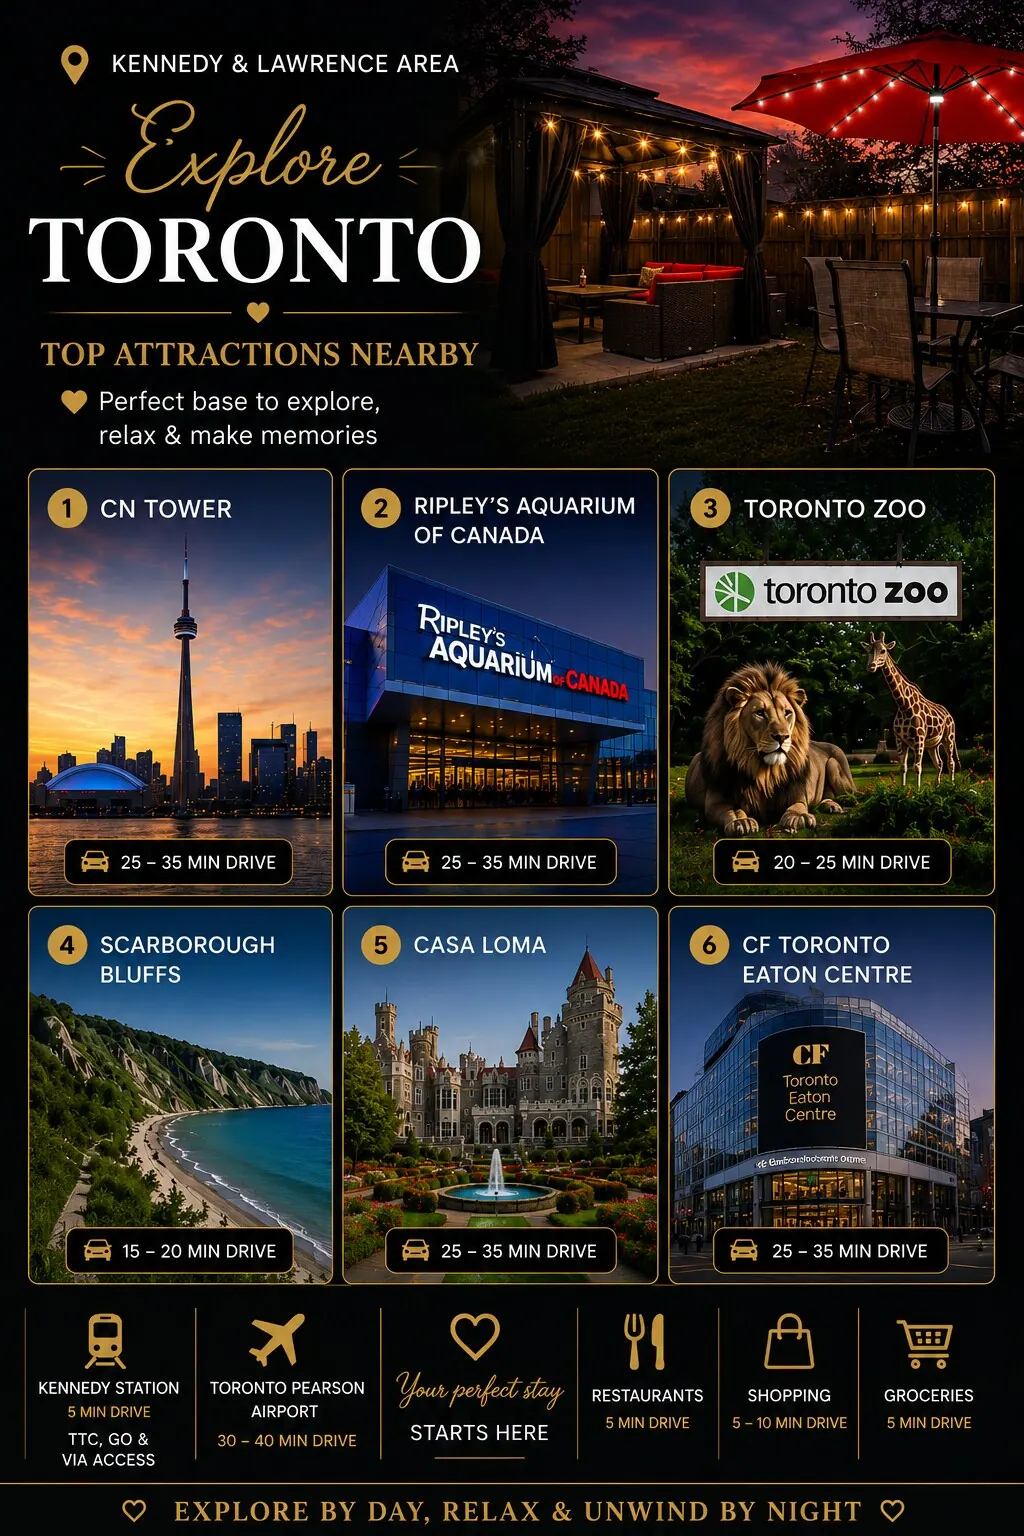 KENNEDY & LAWRENCE AREA
Explore
TORONTO
TOP ATTRACTIONS NEARBY
Perfect base to explore,
relax & make memories
1 CN TOWER
25 – 35 MIN DRIVE
2 RIPLEY'S AQUARIUM
OF CANADA
RIPLEY'S
AQUARIUM OF CANADA
25 – 35 MIN DRIVE
3 TORONTO ZOO
toronto zoo
20 – 25 MIN DRIVE
4 SCARBOROUGH
BLUFFS
15 – 20 MIN DRIVE
5 CASA LOMA
25 – 35 MIN DRIVE
6 CF TORONTO
EATON CENTRE
CF
Toronto
Eaton
Centre
25 – 35 MIN DRIVE
KENNEDY STATION
5 MIN DRIVE
TTC, GO &
VIA ACCESS
TORONTO PEARSON
AIRPORT
30 – 40 MIN DRIVE
Your perfect stay
STARTS HERE
RESTAURANTS
5 MIN DRIVE
SHOPPING
5 – 10 MIN DRIVE
GROCERIES
5 MIN DRIVE
EXPLORE BY DAY, RELAX & UNWIND BY NIGHT